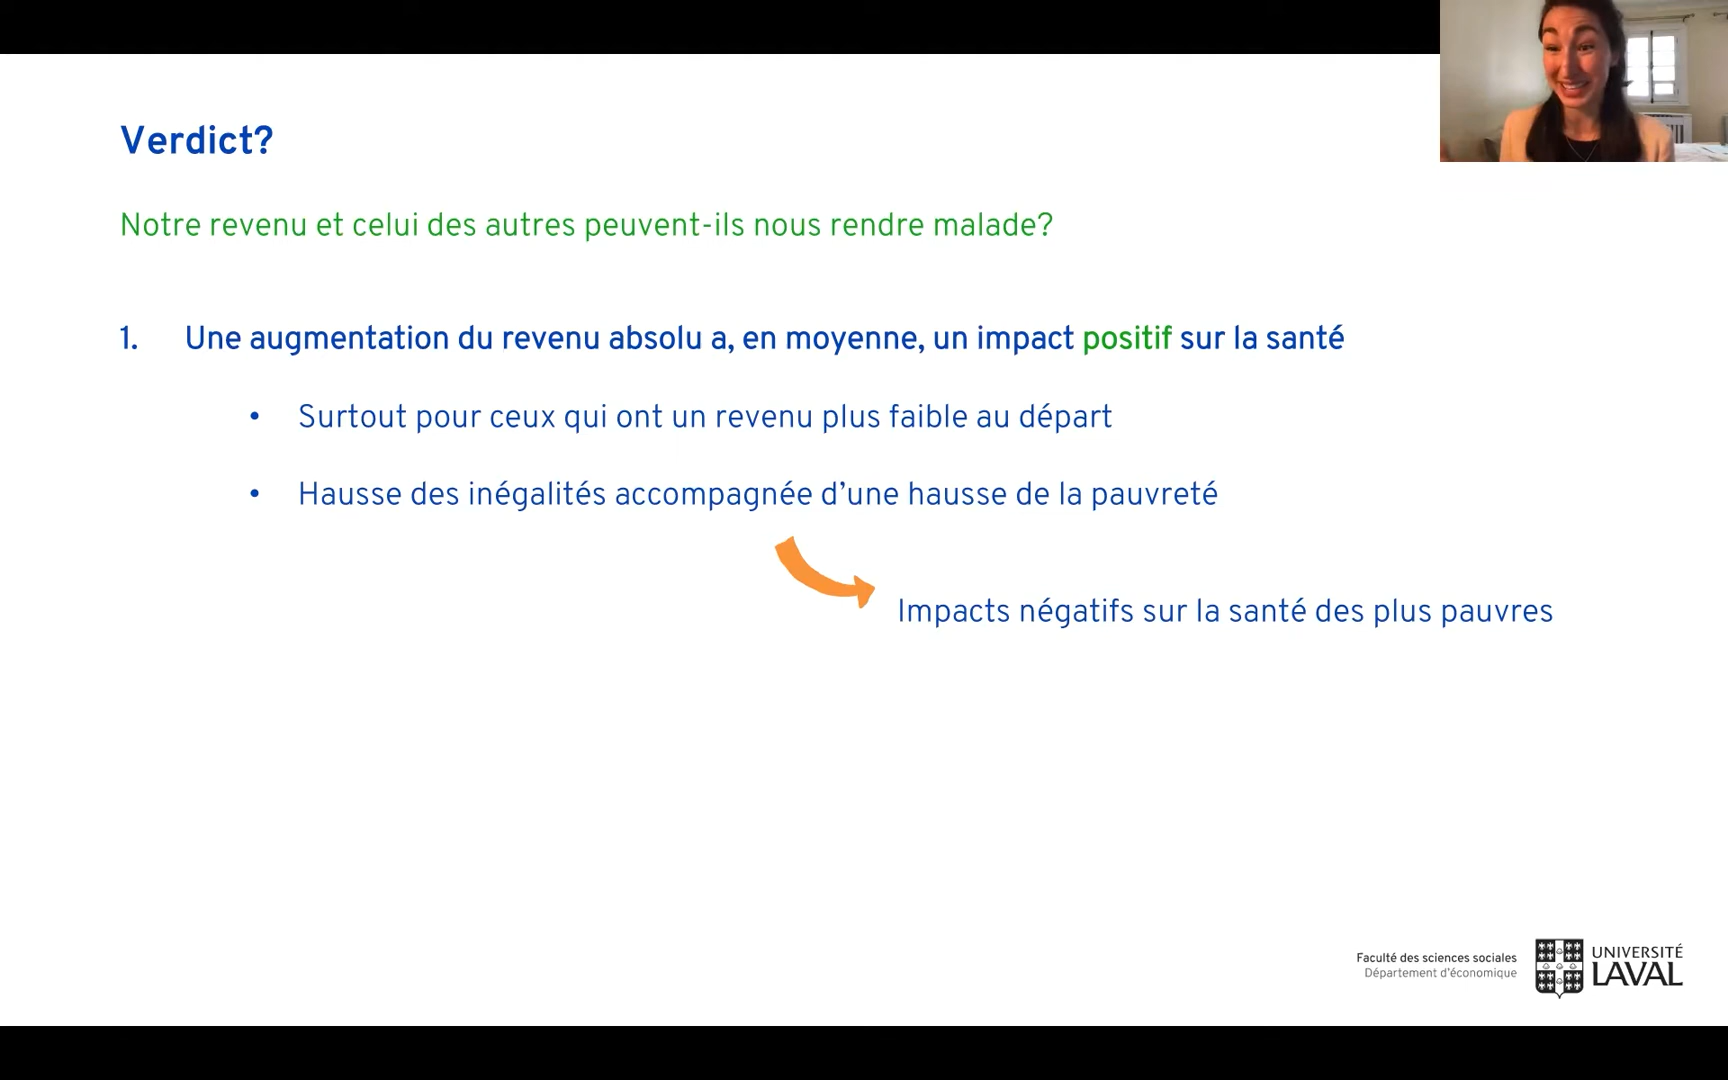 Verdict?
Notre revenu et celui des autres peuvent-ils nous rendre malade?
1. Une augmentation du revenu absolu a, en moyenne, un impact positif sur la santé
• Surtout pour ceux qui ont un revenu plus faible au départ
• Hausse des inégalités accompagnée d’une hausse de la pauvreté
Impacts négatifs sur la santé des plus pauvres
Faculté des sciences sociales
Département d'économique
UNIVERSITÉ
LAVAL